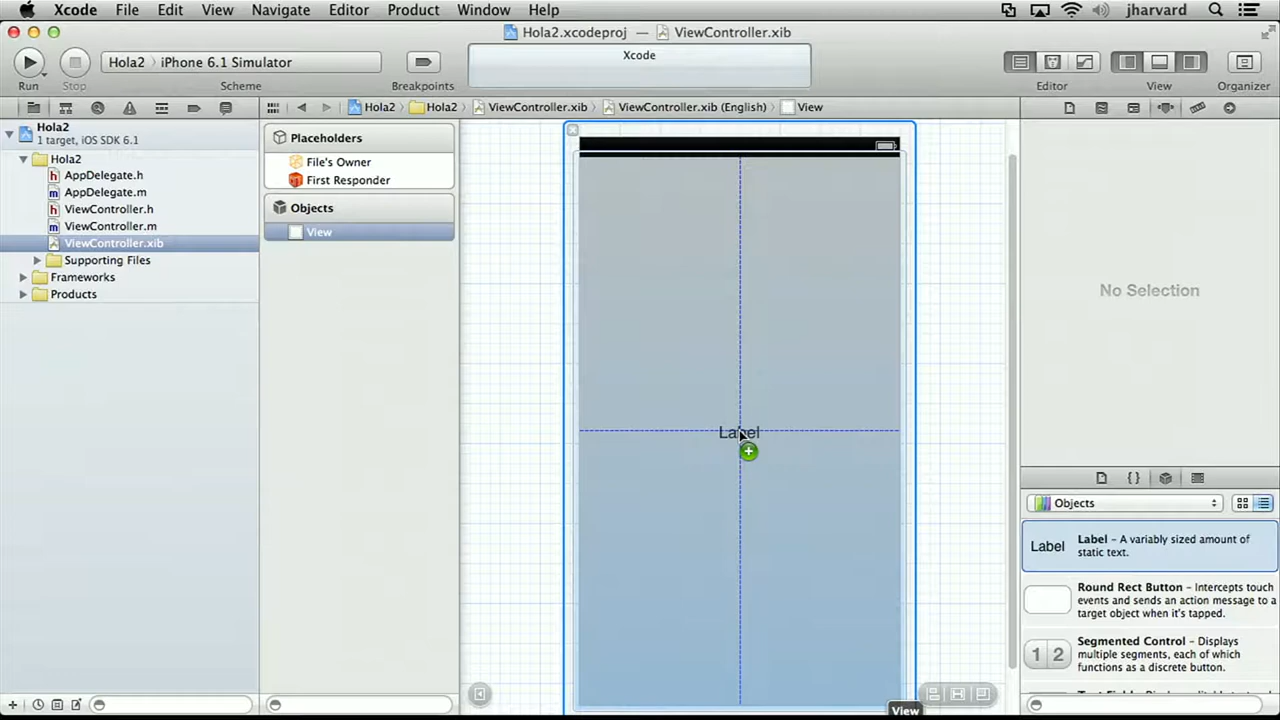 Xcode File Edit View Navigate Editor Product Window Help jharvard
Hola2.xcodeproj — ViewController.xib
Hola2 iPhone 6.1 Simulator
Xcode
Run Stop Scheme Breakpoints Editor View Organizer
Hola2 Hola2 ViewController.xib ViewController.xib (English) View
Hola2
1 target, iOS SDK 6.1
Hola2
AppDelegate.h
AppDelegate.m
ViewController.h
ViewController.m
ViewController.xib
Supporting Files
Frameworks
Products
Placeholders
File's Owner
First Responder
Objects
View
Label
View
No Selection
{ }
Objects
Label
Label – A variably sized amount of
static text.
Round Rect Button – Intercepts touch
events and sends an action message to a
target object when it's tapped.
1 2
Segmented Control – Displays
multiple segments, each of which
functions as a discrete button.